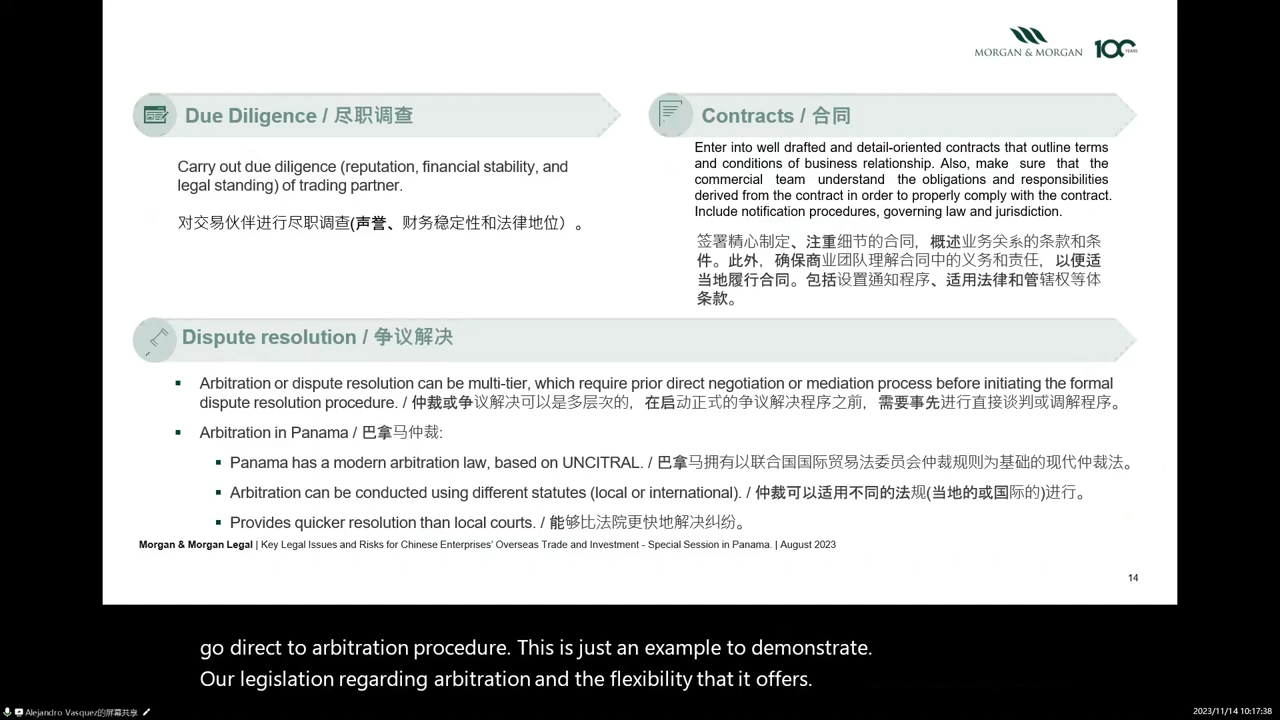 MORGAN & MORGAN 100 YEARS
Due Diligence / 尽职调查
Carry out due diligence (reputation, financial stability, and
legal standing) of trading partner.
对交易伙伴进行尽职调查(声誉、财务稳定性和法律地位）。
Contracts / 合同
Enter into well drafted and detail-oriented contracts that outline terms
and conditions of business relationship. Also, make sure that the
commercial team understand the obligations and responsibilities
derived from the contract in order to properly comply with the contract.
Include notification procedures, governing law and jurisdiction.
签署精心制定、注重细节的合同，概述业务关系的条款和条
件。此外，确保商业团队理解合同中的义务和责任，以便适
当地履行合同。包括设置通知程序、适用法律和管辖权等体
条款。
Dispute resolution / 争议解决
▪ Arbitration or dispute resolution can be multi-tier, which require prior direct negotiation or mediation process before initiating the formal
dispute resolution procedure. / 仲裁或争议解决可以是多层次的，在启动正式的争议解决程序之前，需要事先进行直接谈判或调解程序。
▪ Arbitration in Panama / 巴拿马仲裁:
▪ Panama has a modern arbitration law, based on UNCITRAL. / 巴拿马拥有以联合国国际贸易法委员会仲裁规则为基础的现代仲裁法。
▪ Arbitration can be conducted using different statutes (local or international). / 仲裁可以适用不同的法规(当地的或国际的)进行。
▪ Provides quicker resolution than local courts. / 能够比法院更快地解决纠纷。
Morgan & Morgan Legal | Key Legal Issues and Risks for Chinese Enterprises' Overseas Trade and Investment - Special Session in Panama. | August 2023
14
go direct to arbitration procedure. This is just an example to demonstrate.
Our legislation regarding arbitration and the flexibility that it offers.
Alejandro Vasquez的屏幕共享
2023/11/14 10:17:38